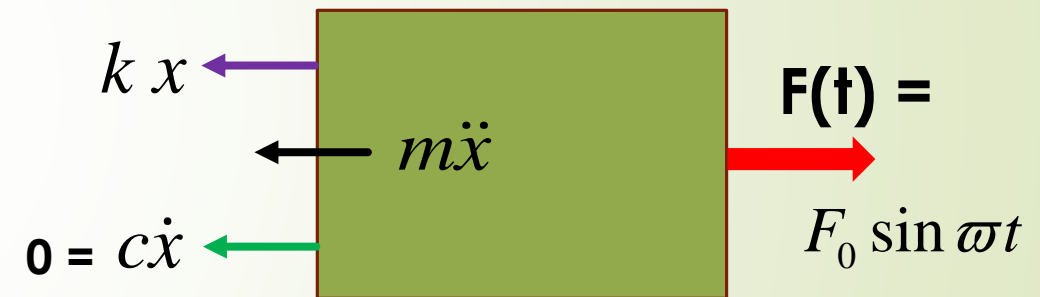 k x
F(t) =
mẍ
F₀ sin ϖt
0 = cẋ